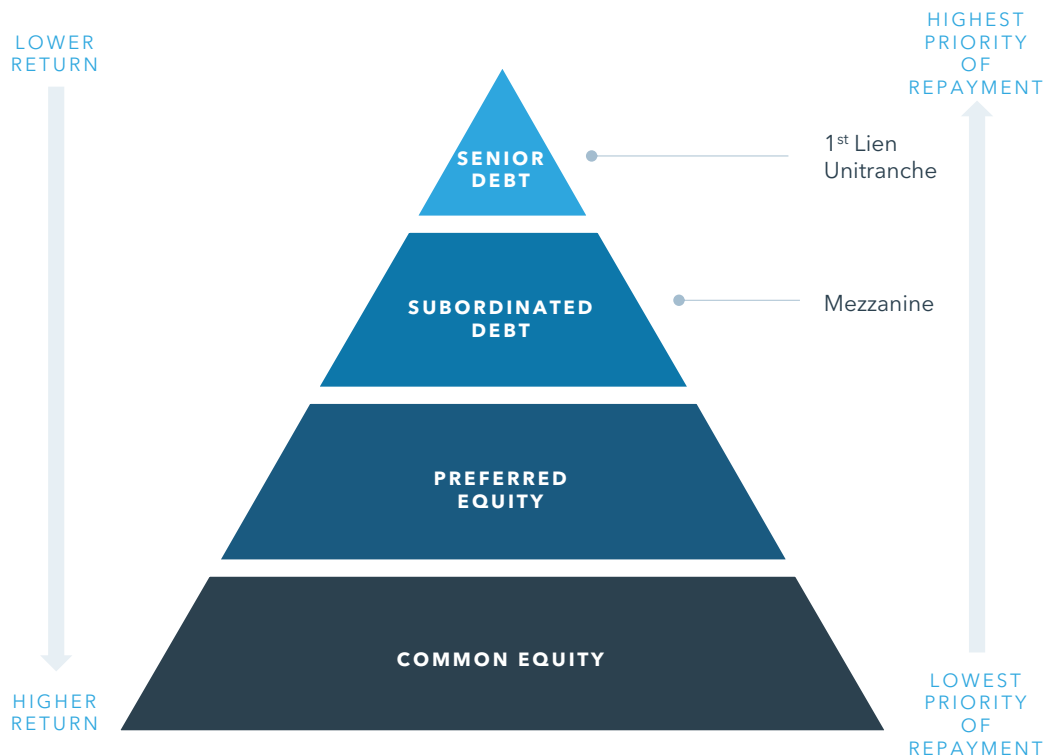 LOWER
RETURN
HIGHEST
PRIORITY
OF
REPAYMENT
SENIOR
DEBT
1st Lien
Unitranche
SUBORDINATED
DEBT
Mezzanine
PREFERRED
EQUITY
COMMON EQUITY
HIGHER
RETURN
LOWEST
PRIORITY
OF
REPAYMENT